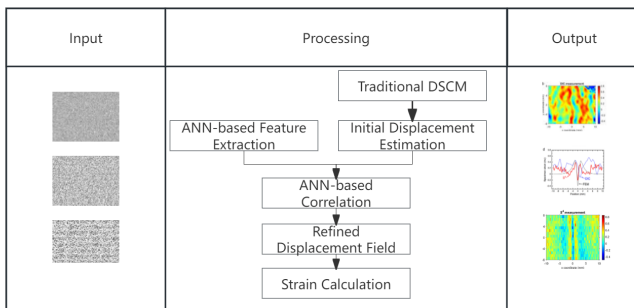 Input
Processing
Output
Traditional DSCM
ANN-based Feature
Extraction
Initial Displacement
Estimation
ANN-based
Correlation
Refined
Displacement Field
Strain Calculation